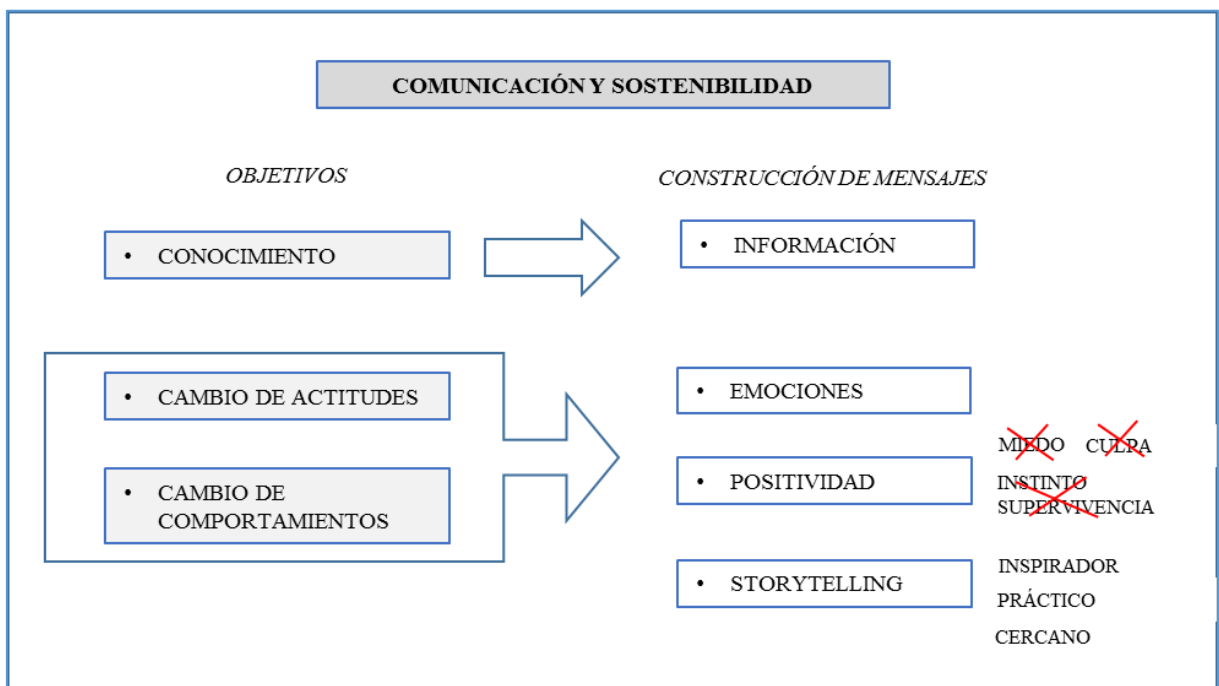 COMUNICACIÓN Y SOSTENIBILIDAD
OBJETIVOS
CONSTRUCCIÓN DE MENSAJES
• CONOCIMIENTO
• INFORMACIÓN
• CAMBIO DE ACTITUDES
• CAMBIO DE
COMPORTAMIENTOS
• EMOCIONES
• POSITIVIDAD
MIEDO CULPA
INSTINTO
SUPERVIVENCIA
• STORYTELLING
INSPIRADOR
PRÁCTICO
CERCANO